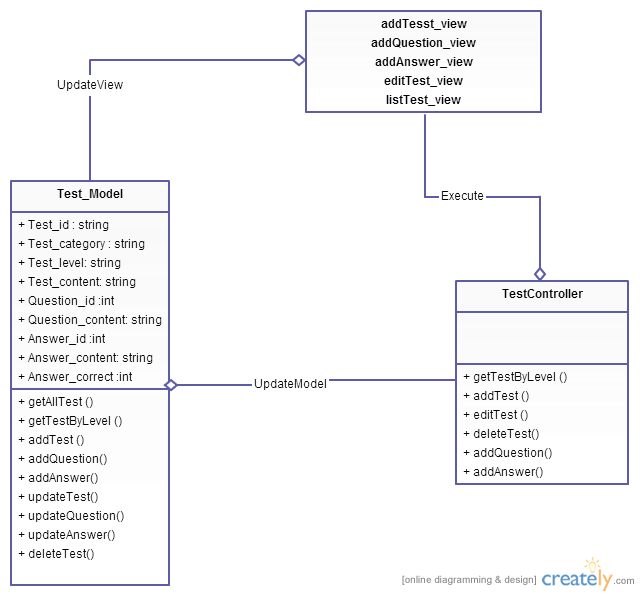 addTesst_view
addQuestion_view
addAnswer_view
editTest_view
listTest_view
UpdateView
Execute
Test_Model
+ Test_id : string
+ Test_category : string
+ Test_level: string
+ Test_content: string
+ Question_id :int
+ Question_content: string
+ Answer_id :int
+ Answer_content: string
+ Answer_correct :int
+ getAllTest ()
+ getTestByLevel ()
+ addTest ()
+ addQuestion()
+ addAnswer()
+ updateTest()
+ updateQuestion()
+ updateAnswer()
+ deleteTest()
UpdateModel
TestController
+ getTestByLevel ()
+ addTest ()
+ editTest ()
+ deleteTest()
+ addQuestion()
+ addAnswer()
[online diagramming & design] creately.com